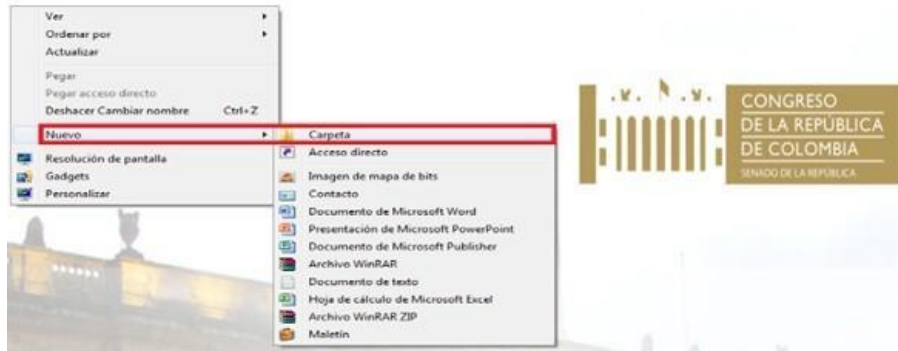 Ver
Ordenar por
Actualizar
Pegar
Pegar acceso directo
Deshacer Cambiar nombre Ctrl+Z
Nuevo
Resolución de pantalla
Gadgets
Personalizar
Carpeta
Acceso directo
Imagen de mapa de bits
Contacto
Documento de Microsoft Word
Presentación de Microsoft PowerPoint
Documento de Microsoft Publisher
Archivo WinRAR
Documento de texto
Hoja de cálculo de Microsoft Excel
Archivo WinRAR ZIP
Maletín
CONGRESO
DE LA REPÚBLICA
DE COLOMBIA
SENADO DE LA REPÚBLICA